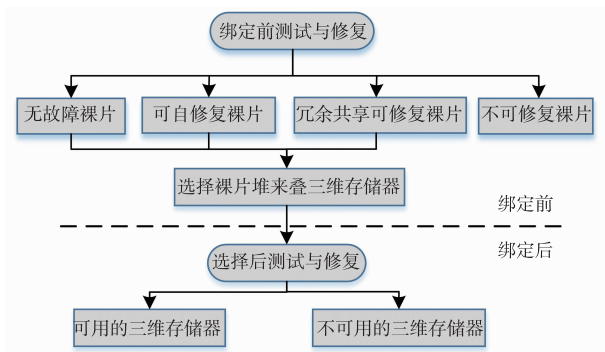 绑定前测试与修复
无故障裸片
可自修复裸片
冗余共享可修复裸片
不可修复裸片
选择裸片堆来叠三维存储器
绑定前
绑定后
选择后测试与修复
可用的三维存储器
不可用的三维存储器